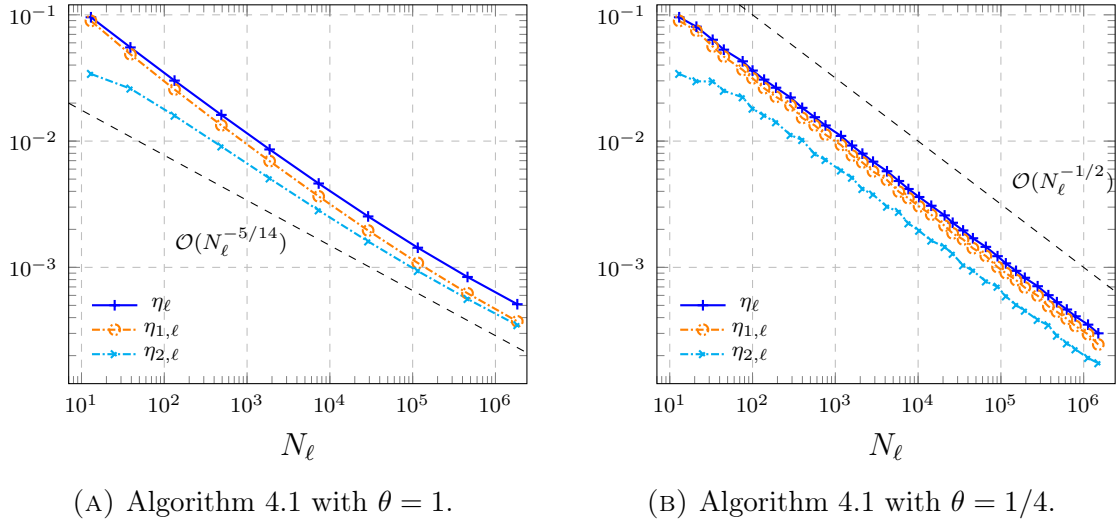 10^{-1}
10^{-2}
10^{-3}
O(N_ℓ^{-5/14})
η_ℓ
η_{1,ℓ}
η_{2,ℓ}
10^1 10^2 10^3 10^4 10^5 10^6
N_ℓ
(A) Algorithm 4.1 with θ = 1.
10^{-1}
10^{-2}
10^{-3}
O(N_ℓ^{-1/2})
η_ℓ
η_{1,ℓ}
η_{2,ℓ}
10^1 10^2 10^3 10^4 10^5 10^6
N_ℓ
(B) Algorithm 4.1 with θ = 1/4.